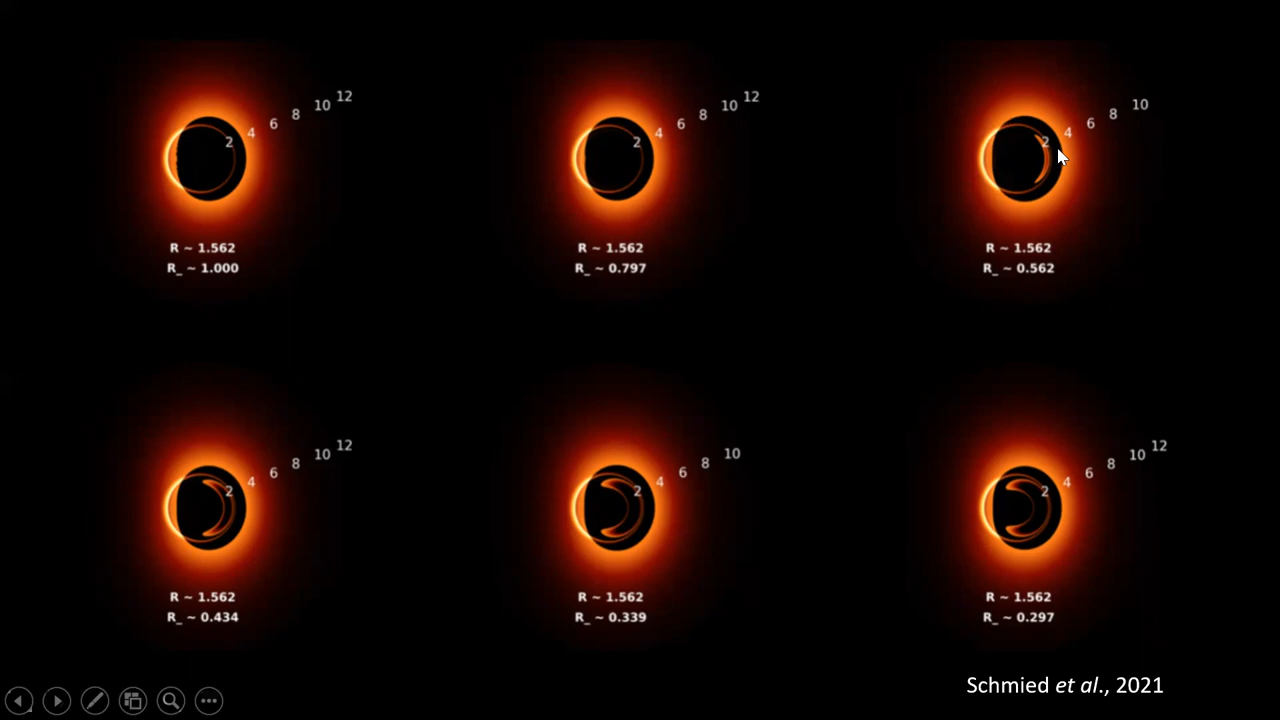 2 4 6 8 10 12
R ~ 1.562
R_ ~ 1.000
2 4 6 8 10 12
R ~ 1.562
R_ ~ 0.797
2 4 6 8 10
R ~ 1.562
R_ ~ 0.562
2 4 6 8 10 12
R ~ 1.562
R_ ~ 0.434
2 4 6 8 10
R ~ 1.562
R_ ~ 0.339
2 4 6 8 10 12
R ~ 1.562
R_ ~ 0.297
Schmied et al., 2021